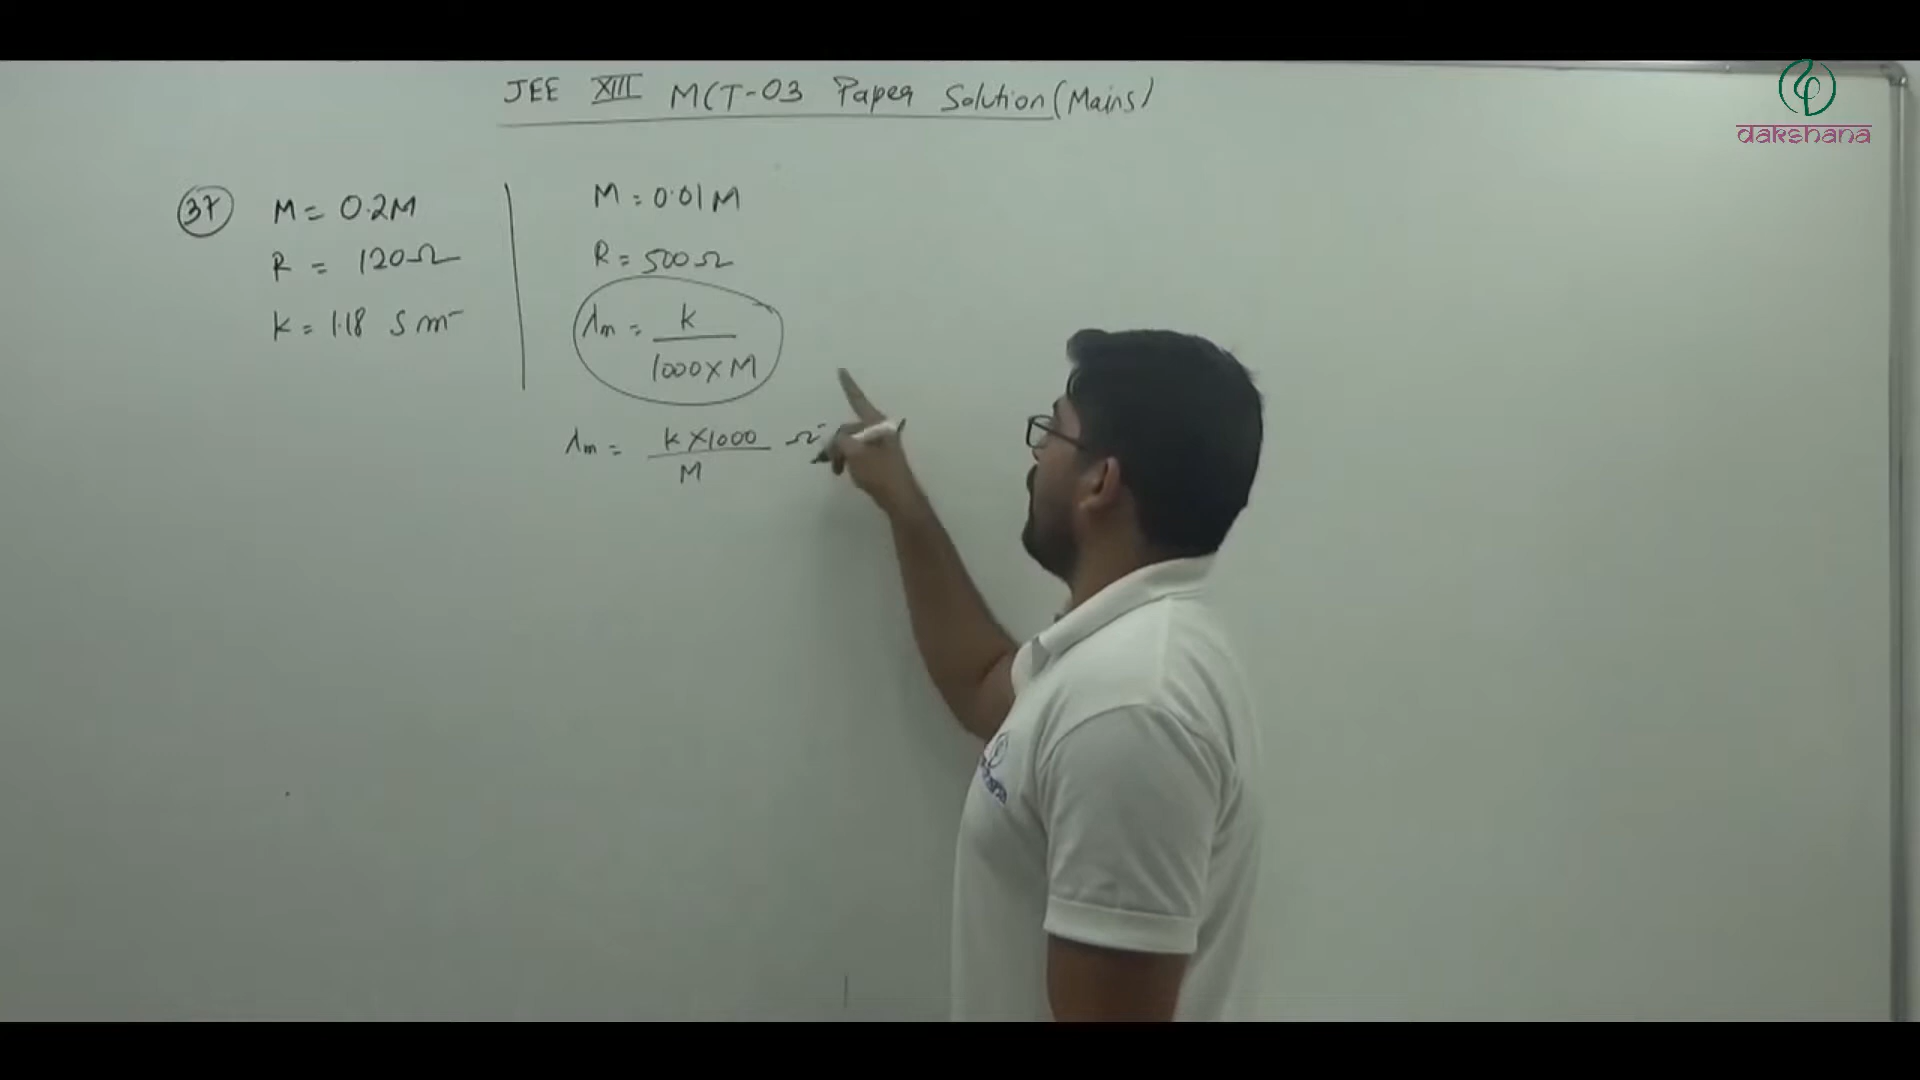 JEE XIII MCT-03 Paper Solution (Mains)
dakshana
37 M = 0.2M
R = 120Ω
K = 1.18 S m⁻
M = 0.01M
R = 500Ω
λm = k / 1000 × M
λm = k × 1000 / M Ω⁻